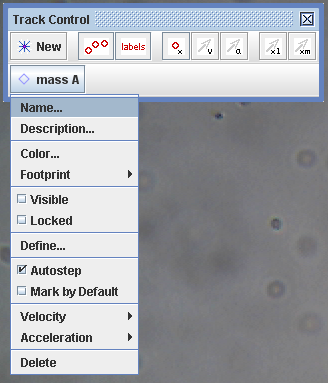 Track Control
New labels x v a x1 xm
mass A
Name...
Description...
Color...
Footprint
Visible
Locked
Define...
Autostep
Mark by Default
Velocity
Acceleration
Delete